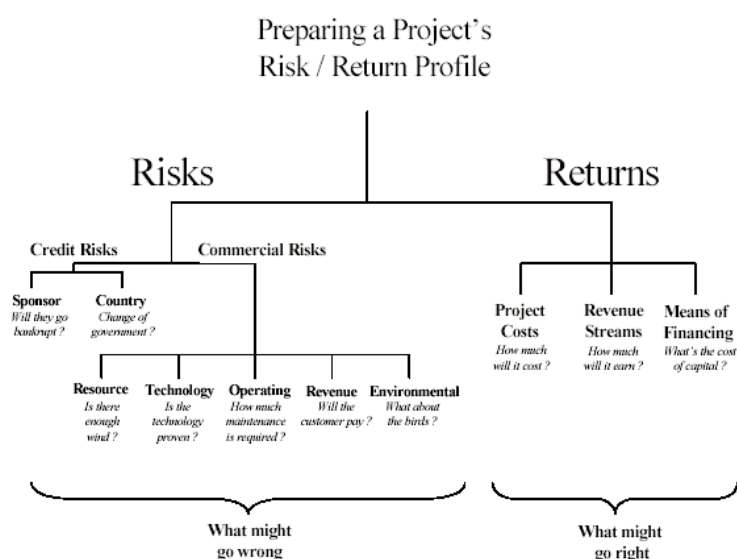 Preparing a Project's
Risk / Return Profile
Risks
Returns
Credit Risks
Commercial Risks
Sponsor
Will they go
bankrupt ?
Country
Change of
government ?
Project
Costs
How much
will it cost ?
Revenue
Streams
How much
will it earn ?
Means of
Financing
What's the cost
of capital ?
Resource
Is there
enough
wind ?
Technology
Is the
technology
proven ?
Operating
How much
maintenance
is required ?
Revenue
Will the
customer pay ?
Environmental
What about
the birds ?
What might
go wrong
What might
go right